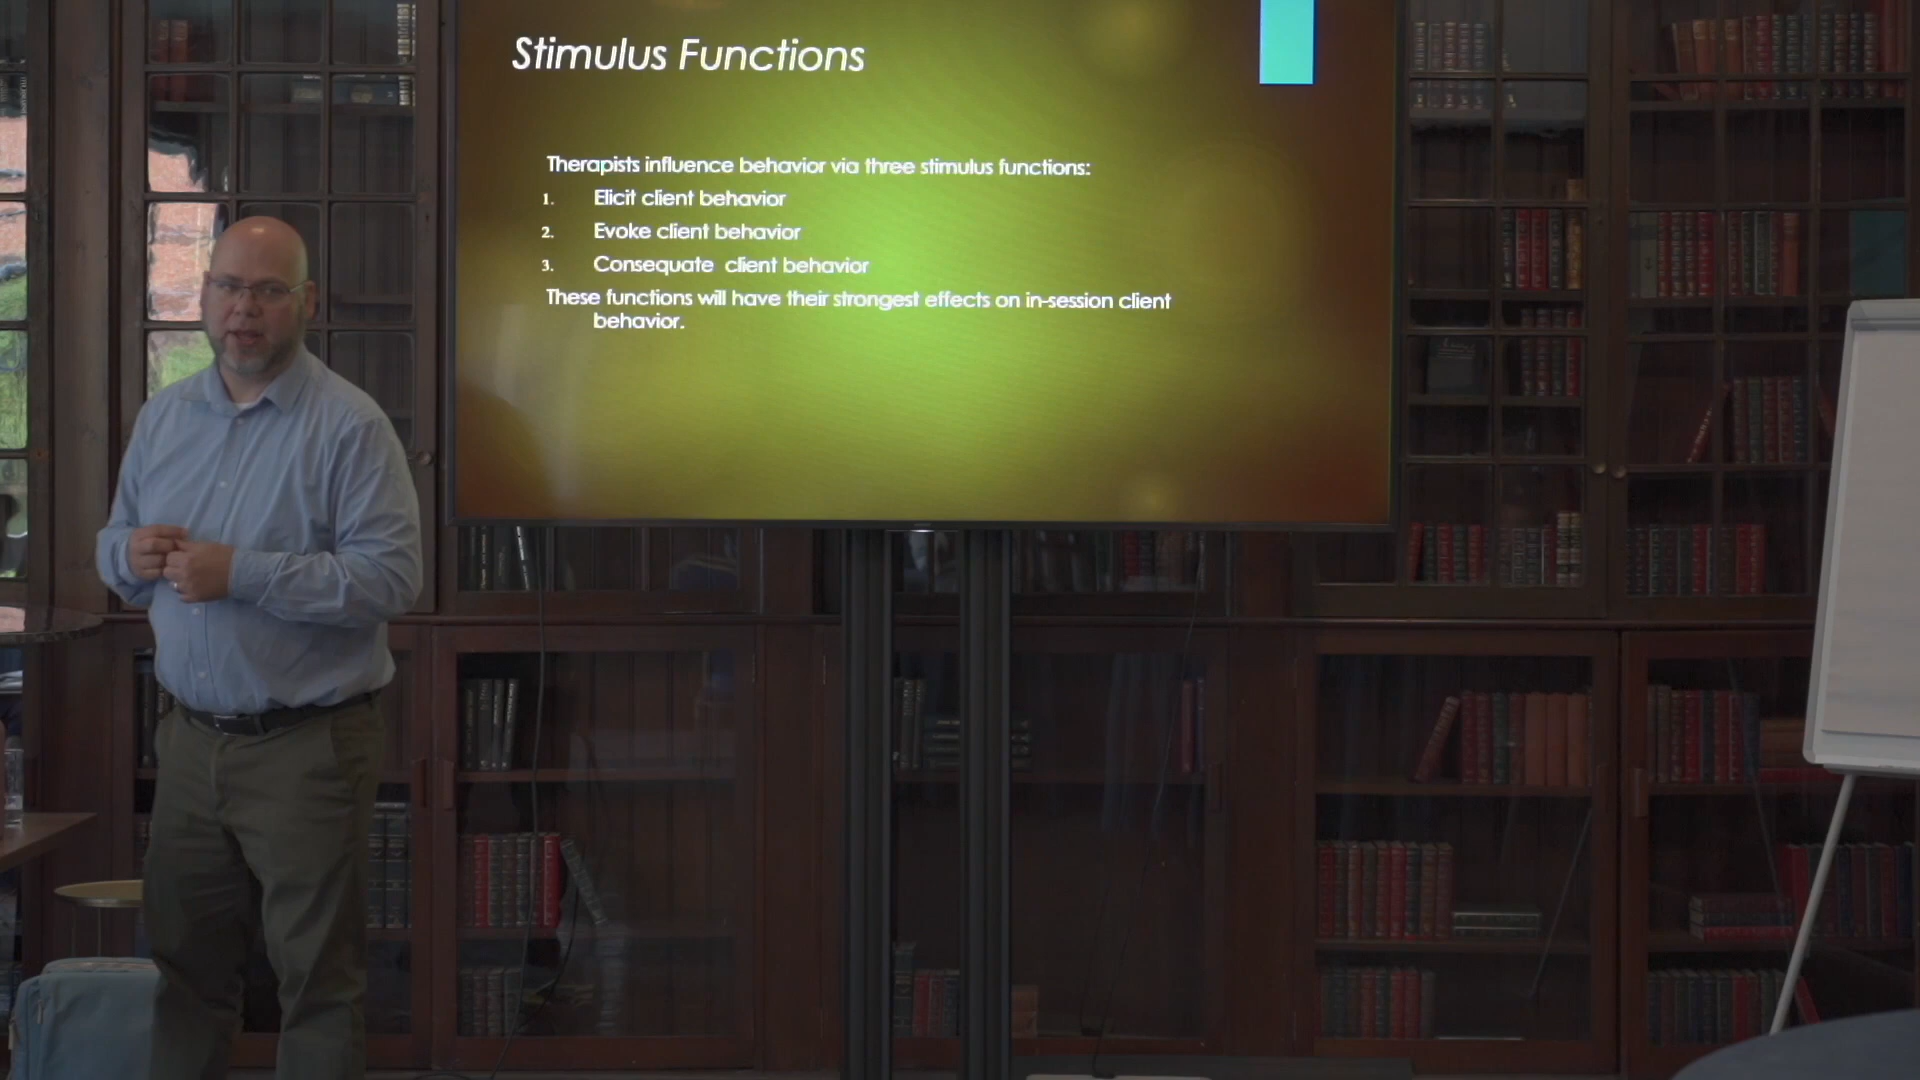 Stimulus Functions
Therapists influence behavior via three stimulus functions:
1. Elicit client behavior
2. Evoke client behavior
3. Consequate client behavior
These functions will have their strongest effects on in-session client
behavior.